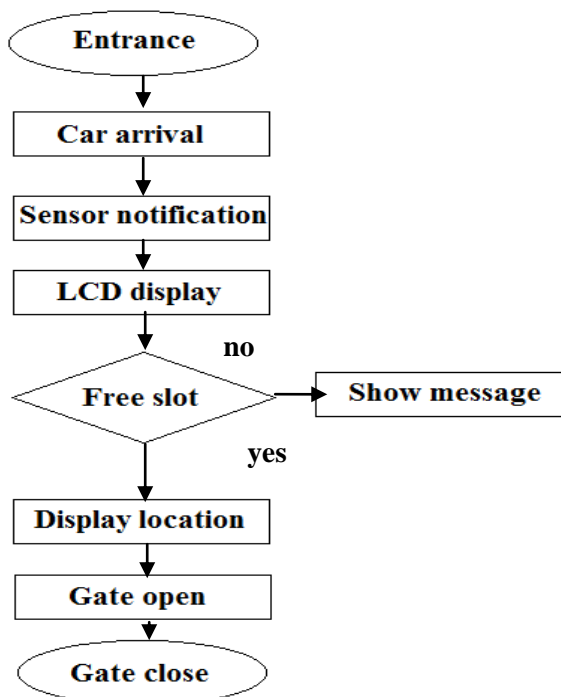 Entrance
Car arrival
Sensor notification
LCD display
no
Free slot
Show message
yes
Display location
Gate open
Gate close